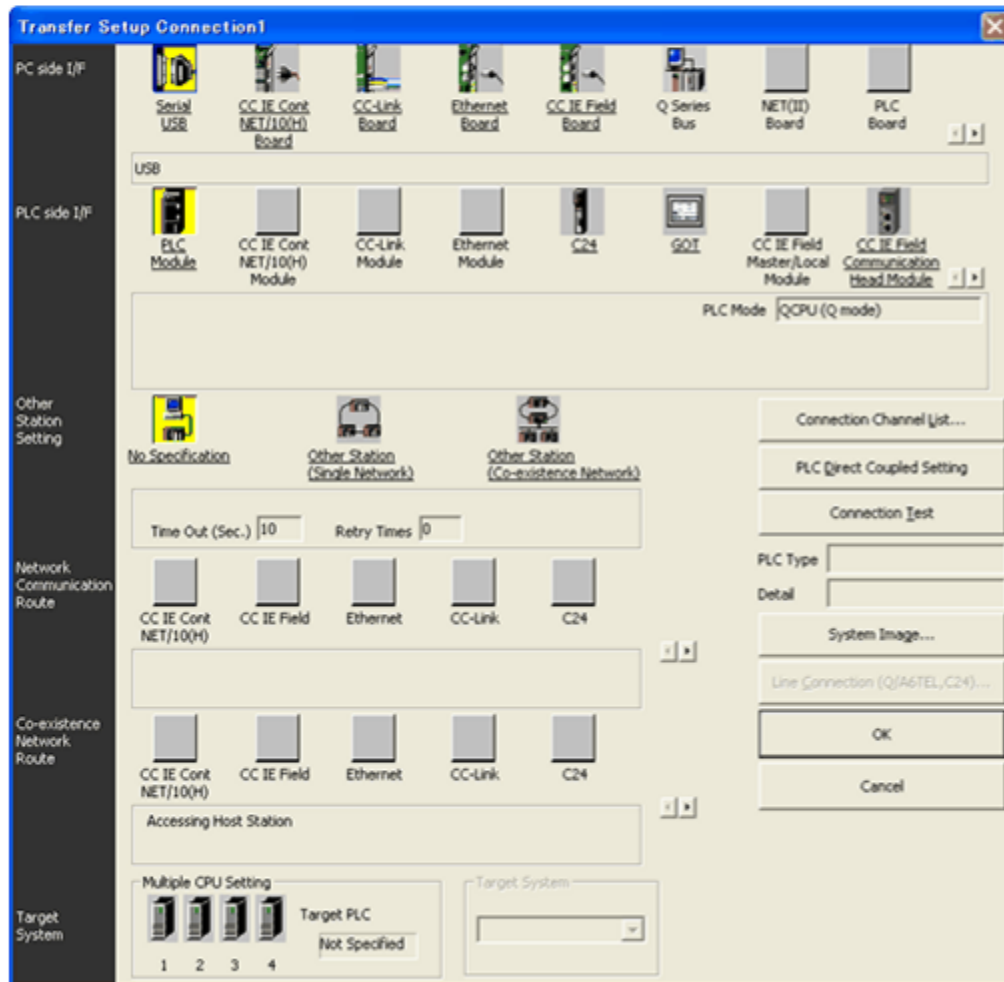 Transfer Setup Connection1
PC side I/F
Serial
USB
CC IE Cont
NET/10(H)
Board
CC-Link
Board
Ethernet
Board
CC IE Field
Board
Q Series
Bus
NET(II)
Board
PLC
Board
USB
PLC side I/F
PLC
Module
CC IE Cont
NET/10(H)
Module
CC-Link
Module
Ethernet
Module
C24
GOT
CC IE Field
Master/Local
Module
CC IE Field
Communication
Head Module
PLC Mode QCPU (Q mode)
Other
Station
Setting
No Specification
Other Station
(Single Network)
Other Station
(Co-existence Network)
Time Out (Sec.) 10 Retry Times 0
Connection Channel List...
PLC Direct Coupled Setting
Connection Test
PLC Type
Detail
System Image...
Line Connection (Q/A6TEL,C24)...
OK
Cancel
Network
Communication
Route
CC IE Cont
NET/10(H)
CC IE Field
Ethernet
CC-Link
C24
Co-existence
Network
Route
CC IE Cont
NET/10(H)
CC IE Field
Ethernet
CC-Link
C24
Accessing Host Station
Target
System
Multiple CPU Setting
1 2 3 4
Target PLC
Not Specified
Target System